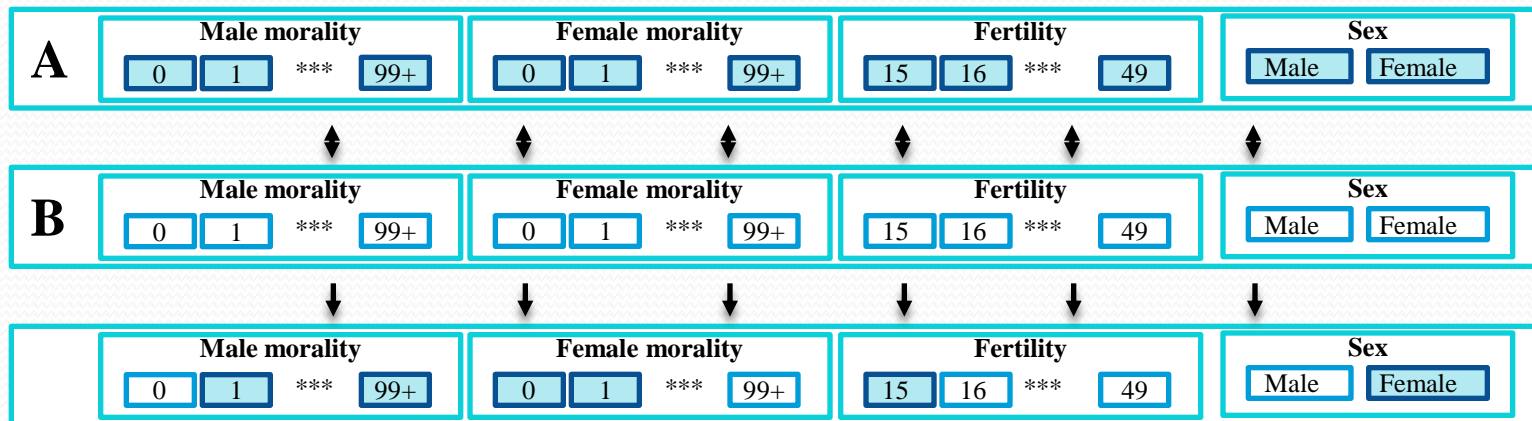 A
Male morality Female morality Fertility Sex
0 1 *** 99+ 0 1 *** 99+ 15 16 *** 49 Male Female
B
Male morality Female morality Fertility Sex
0 1 *** 99+ 0 1 *** 99+ 15 16 *** 49 Male Female
Male morality Female morality Fertility Sex
0 1 *** 99+ 0 1 *** 99+ 15 16 *** 49 Male Female